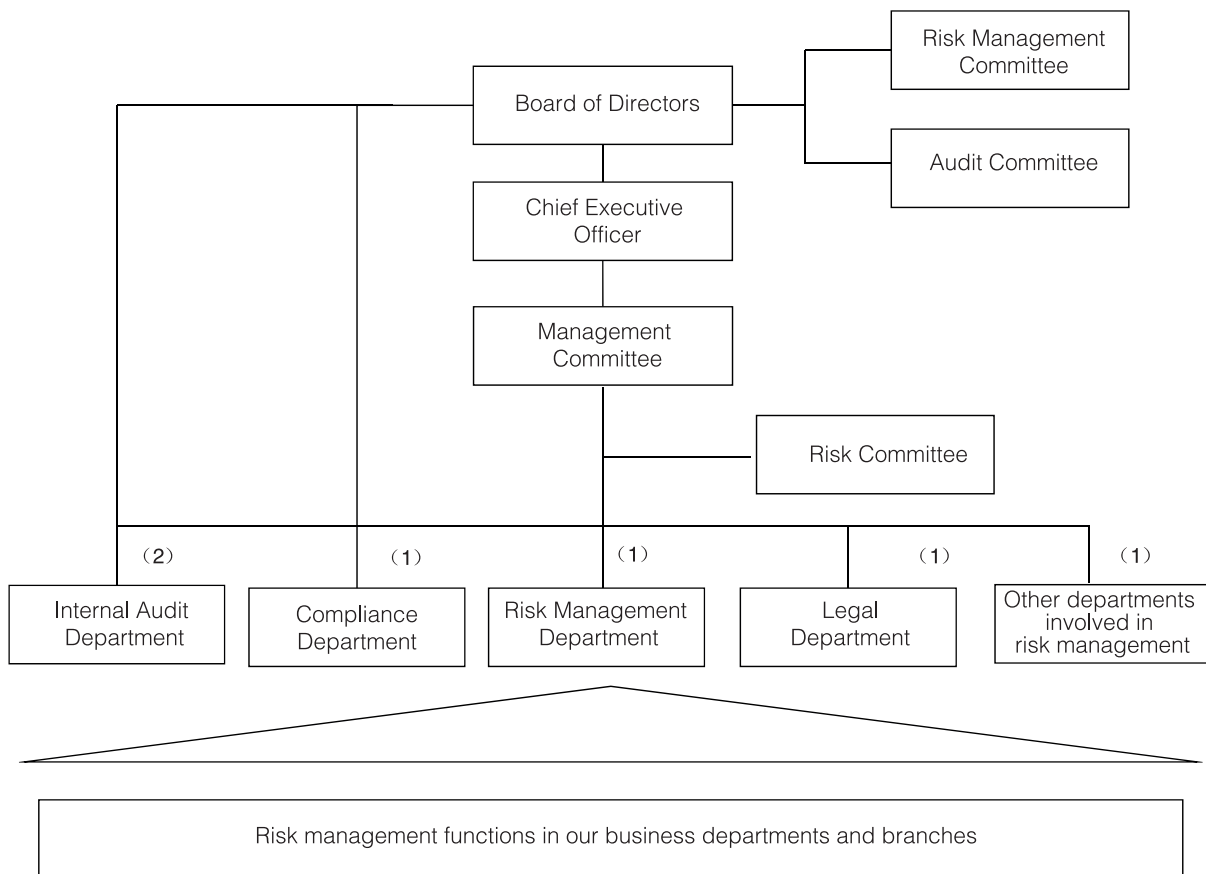 Risk Management
Committee
Board of Directors
Audit Committee
Chief Executive
Officer
Management
Committee
Risk Committee
（2）
（1）
（1）
（1）
（1）
Internal Audit
Department
Compliance
Department
Risk Management
Department
Legal
Department
Other departments
involved in
risk management
Risk management functions in our business departments and branches